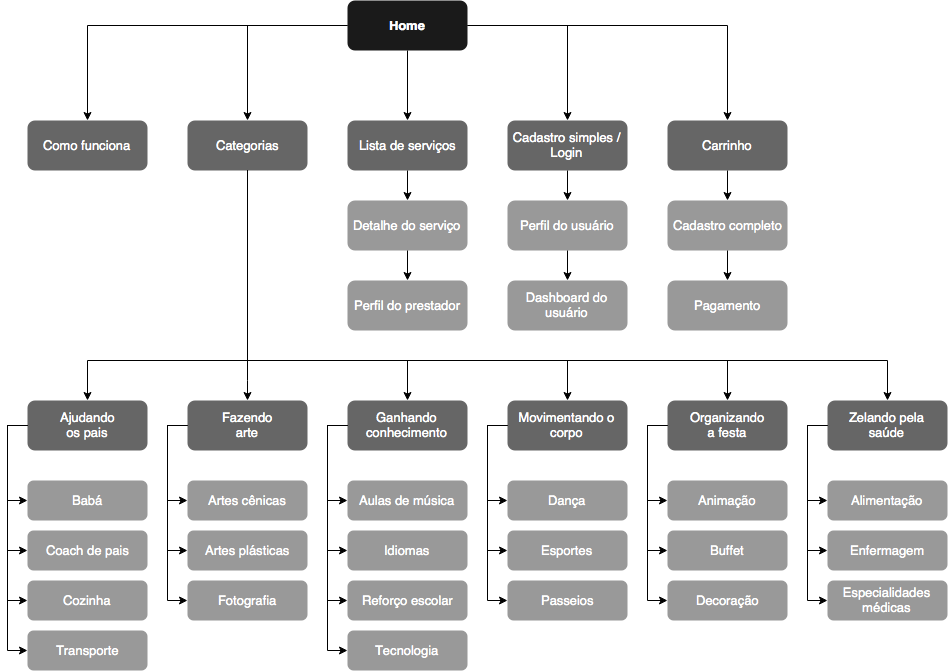 Home
Como funciona
Categorias
Lista de serviços
Cadastro simples /
Login
Carrinho
Detalhe do serviço
Perfil do usuário
Cadastro completo
Perfil do prestador
Dashboard do
usuário
Pagamento
Ajudando
os pais
Fazendo
arte
Ganhando
conhecimento
Movimentando o
corpo
Organizando
a festa
Zelando pela
saúde
Babá
Artes cênicas
Aulas de música
Dança
Animação
Alimentação
Coach de pais
Artes plásticas
Idiomas
Esportes
Buffet
Enfermagem
Cozinha
Fotografia
Reforço escolar
Passeios
Decoração
Especialidades
médicas
Transporte
Tecnologia